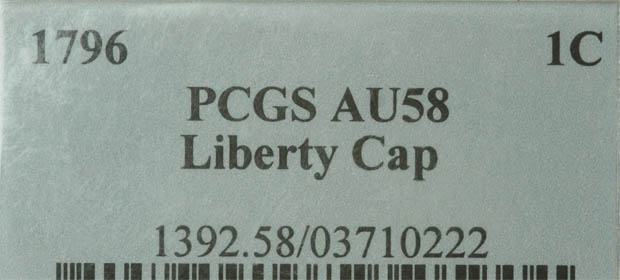 1796 1C
PCGS AU58
Liberty Cap
1392.58/03710222